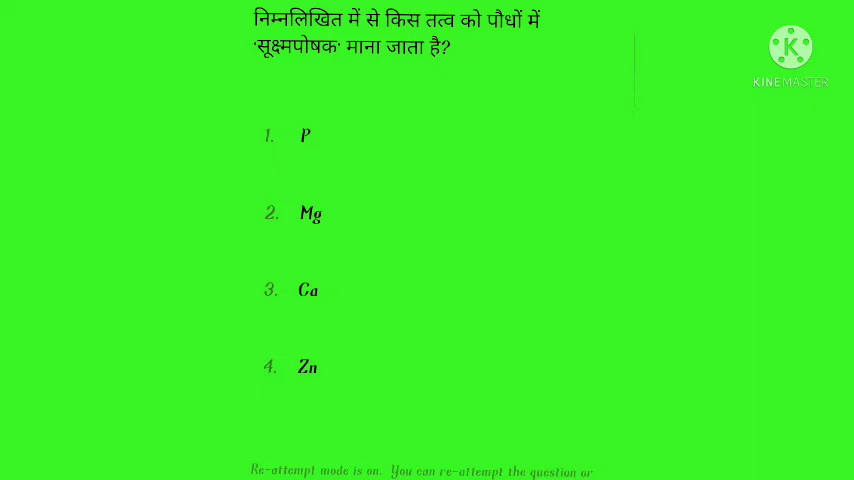 निम्नलिखित में से किस तत्व को पौधों में
'सूक्ष्मपोषक' माना जाता है?
KINEMASTER
1. P
2. Mg
3. Ca
4. Zn
Re-attempt mode is on. You can re-attempt the question or